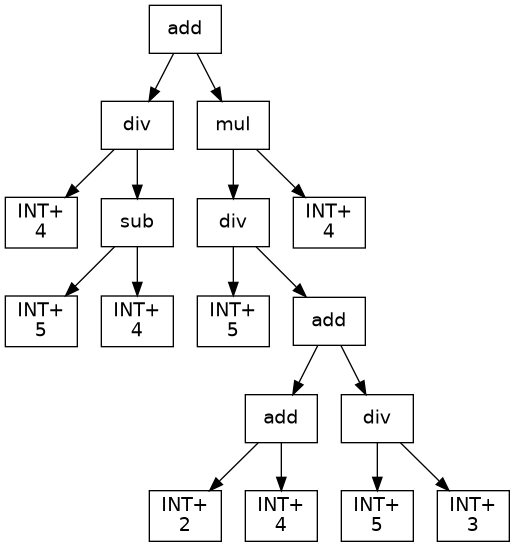 add
div
mul
INT+
4
sub
div
INT+
4
INT+
5
INT+
4
INT+
5
add
add
div
INT+
2
INT+
4
INT+
5
INT+
3